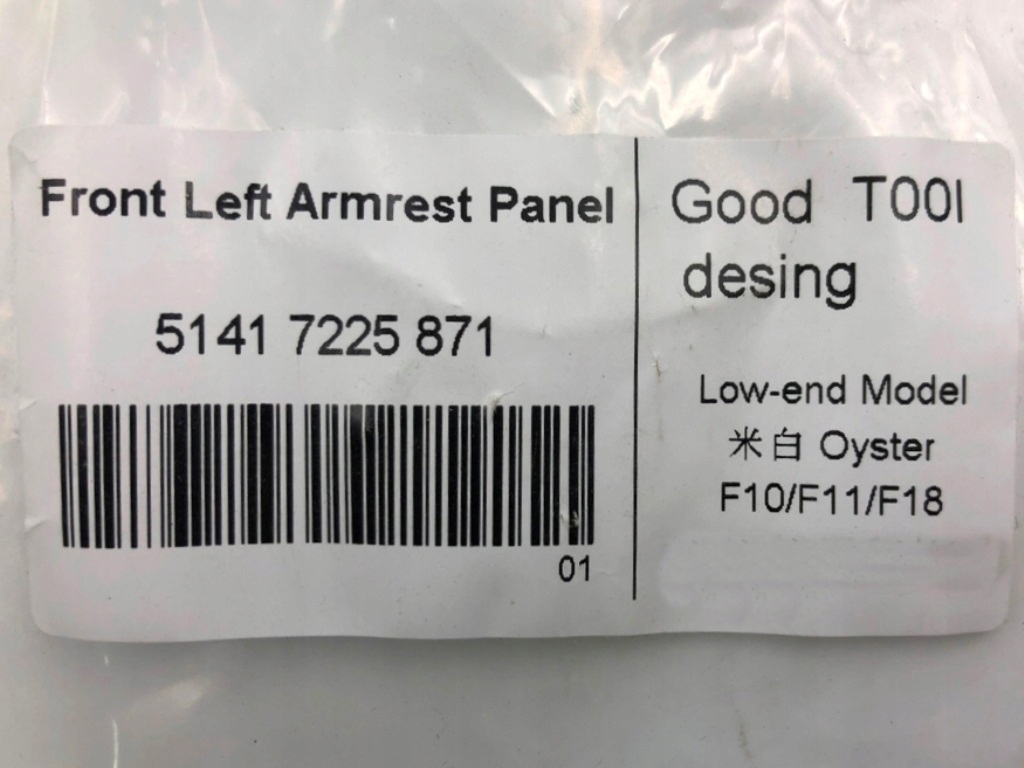 Front Left Armrest Panel
5141 7225 871
01
Good T00l
desing
Low-end Model
米白 Oyster
F10/F11/F18